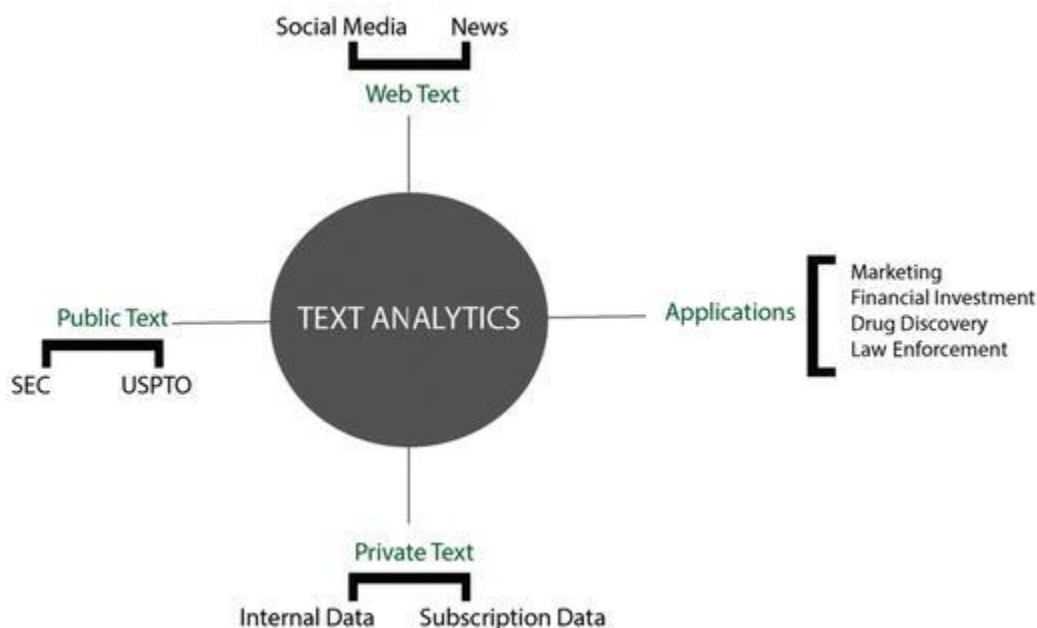 Social Media News
Web Text
TEXT ANALYTICS
Public Text
SEC USPTO
Applications
Marketing
Financial Investment
Drug Discovery
Law Enforcement
Private Text
Internal Data Subscription Data